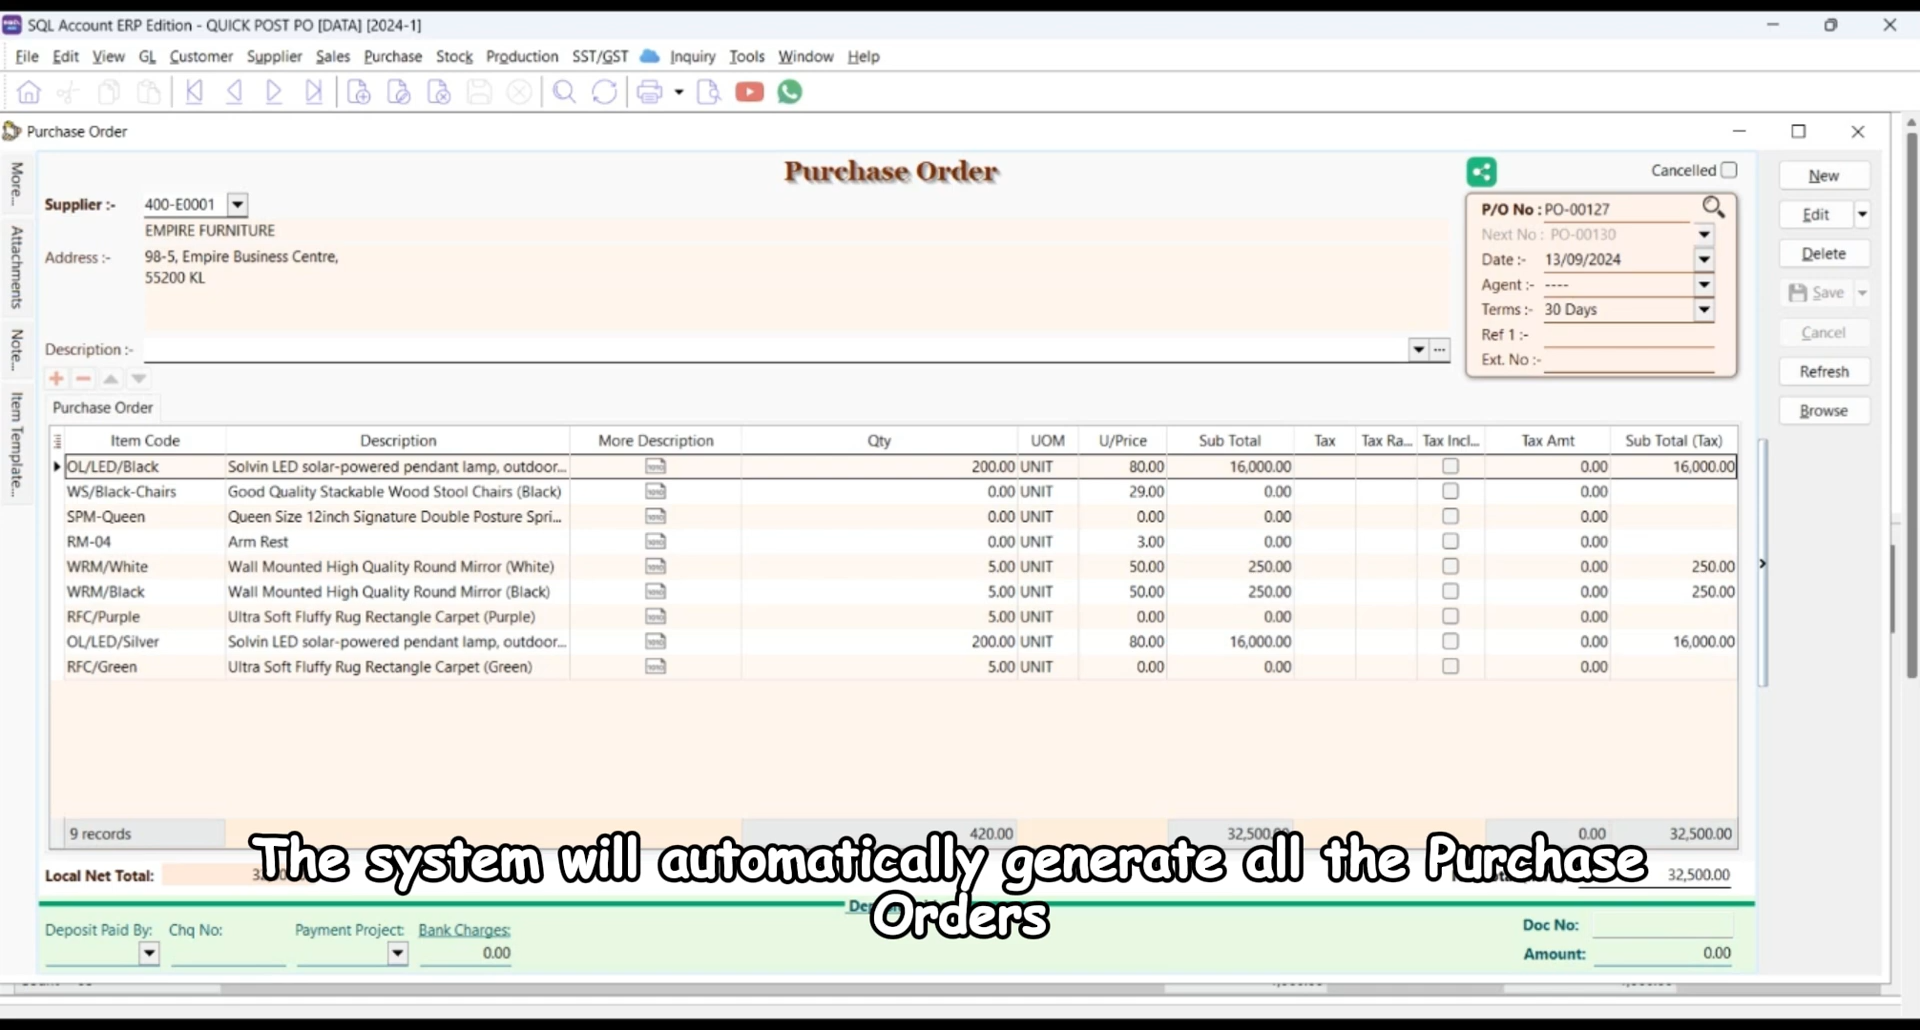 SQL Account ERP Edition - QUICK POST PO [DATA] [2024-1]
File Edit View GL Customer Supplier Sales Purchase Stock Production SST/GST Inquiry Tools Window Help
Purchase Order
More...
Attachments
Note...
Item Template...
Purchase Order
Cancelled
Supplier :- 400-E0001
EMPIRE FURNITURE
Address :- 98-5, Empire Business Centre,
55200 KL
Description :-
P/O No : PO-00127
Next No : PO-00130
Date :- 13/09/2024
Agent :- ----
Terms :- 30 Days
Ref 1 :-
Ext. No :-
New
Edit
Delete
Save
Cancel
Refresh
Browse
Purchase Order
Item Code Description More Description Qty UOM U/Price Sub Total Tax Tax Ra... Tax Incl... Tax Amt Sub Total (Tax)
OL/LED/Black Solvin LED solar-powered pendant lamp, outdoor... 200.00 UNIT 80.00 16,000.00 0.00 16,000.00
WS/Black-Chairs Good Quality Stackable Wood Stool Chairs (Black) 0.00 UNIT 29.00 0.00 0.00
SPM-Queen Queen Size 12inch Signature Double Posture Spri... 0.00 UNIT 0.00 0.00 0.00
RM-04 Arm Rest 0.00 UNIT 3.00 0.00 0.00
WRM/White Wall Mounted High Quality Round Mirror (White) 5.00 UNIT 50.00 250.00 0.00 250.00
WRM/Black Wall Mounted High Quality Round Mirror (Black) 5.00 UNIT 50.00 250.00 0.00 250.00
RFC/Purple Ultra Soft Fluffy Rug Rectangle Carpet (Purple) 5.00 UNIT 0.00 0.00 0.00
OL/LED/Silver Solvin LED solar-powered pendant lamp, outdoor... 200.00 UNIT 80.00 16,000.00 0.00 16,000.00
RFC/Green Ultra Soft Fluffy Rug Rectangle Carpet (Green) 5.00 UNIT 0.00 0.00 0.00
9 records 420.00 32,500.00 0.00 32,500.00
The system will automatically generate all the Purchase
Orders
Local Net Total: 32,500.00
Deposit Paid By: Chq No: Payment Project: Bank Charges:
0.00
Doc No:
Amount: 0.00